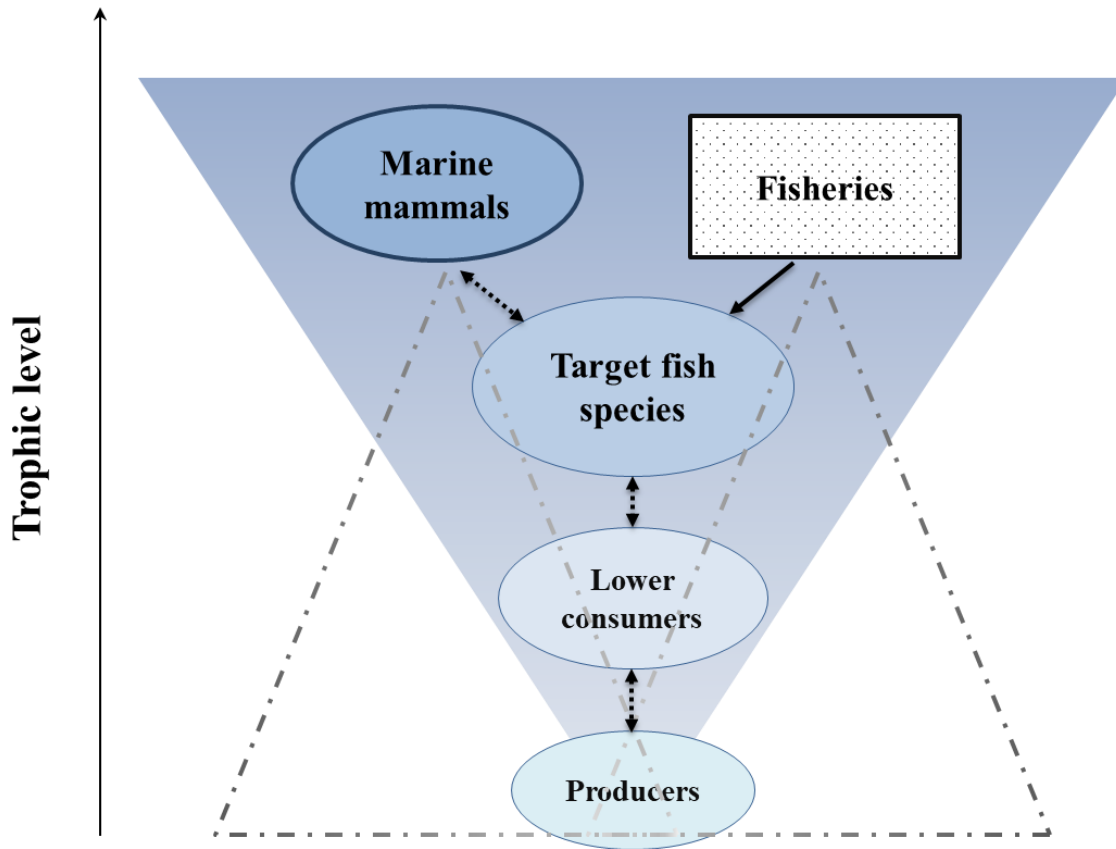 Marine
mammals
Fisheries
Target fish
species
Lower
consumers
Producers
Trophic level